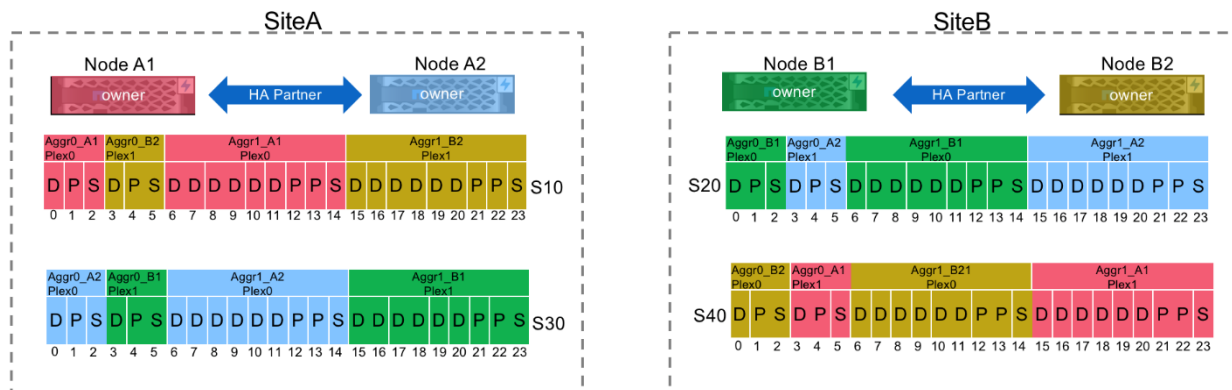 SiteA
Node A1
Node A2
owner
HA Partner
owner
Aggr0_A1 Aggr0_B2 Aggr1_A1 Aggr1_B2
Plex0 Plex1 Plex0 Plex1
D P S D P S D D D D D D P P S D D D D D D P P S S10
0 1 2 3 4 5 6 7 8 9 10 11 12 13 14 15 16 17 18 19 20 21 22 23
Aggr0_A2 Aggr0_B1 Aggr1_A2 Aggr1_B1
Plex0 Plex1 Plex0 Plex1
D P S D P S D D D D D D P P S D D D D D D P P S S30
0 1 2 3 4 5 6 7 8 9 10 11 12 13 14 15 16 17 18 19 20 21 22 23
SiteB
Node B1
Node B2
owner
HA Partner
owner
Aggr0_B1 Aggr0_A2 Aggr1_B1 Aggr1_A2
Plex0 Plex1 Plex0 Plex1
S20 D P S D P S D D D D D D P P S D D D D D D P P S
0 1 2 3 4 5 6 7 8 9 10 11 12 13 14 15 16 17 18 19 20 21 22 23
Aggr0_B2 Aggr0_A1 Aggr1_B21 Aggr1_A1
Plex0 Plex1 Plex0 Plex1
S40 D P S D P S D D D D D D P P S D D D D D D P P S
0 1 2 3 4 5 6 7 8 9 10 11 12 13 14 15 16 17 18 19 20 21 22 23